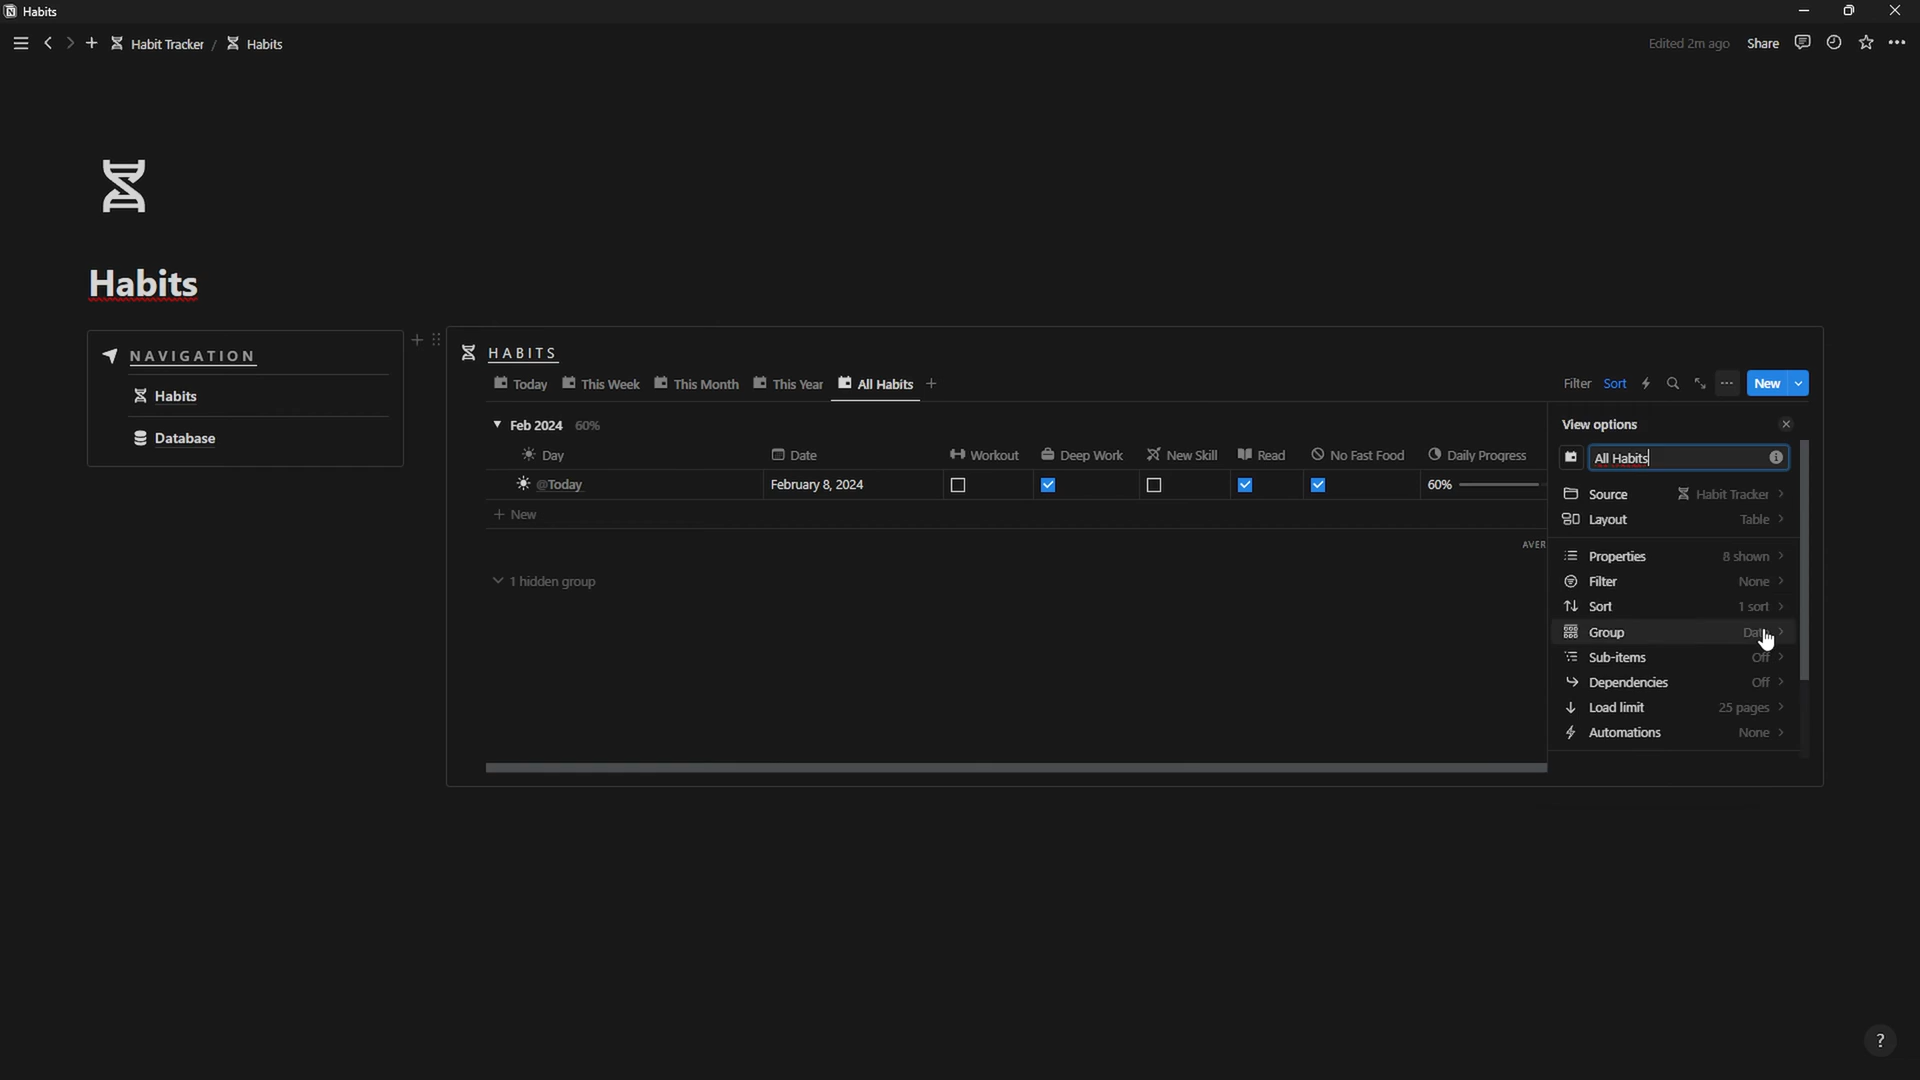 Habits
Habit Tracker / Habits
Edited 2m ago Share
Habits
NAVIGATION
Habits
Database
HABITS
Today This Week This Month This Year All Habits +
Filter Sort New
Feb 2024 60%
Day Date Workout Deep Work New Skill Read No Fast Food Daily Progress
@Today February 8, 2024 60%
+ New
AVER
1 hidden group
View options
All Habits
Source Habit Tracker
Layout Table
Properties 8 shown
Filter None
Sort 1 sort
Group
Sub-items Off
Dependencies Off
Load limit 25 pages
Automations None
?